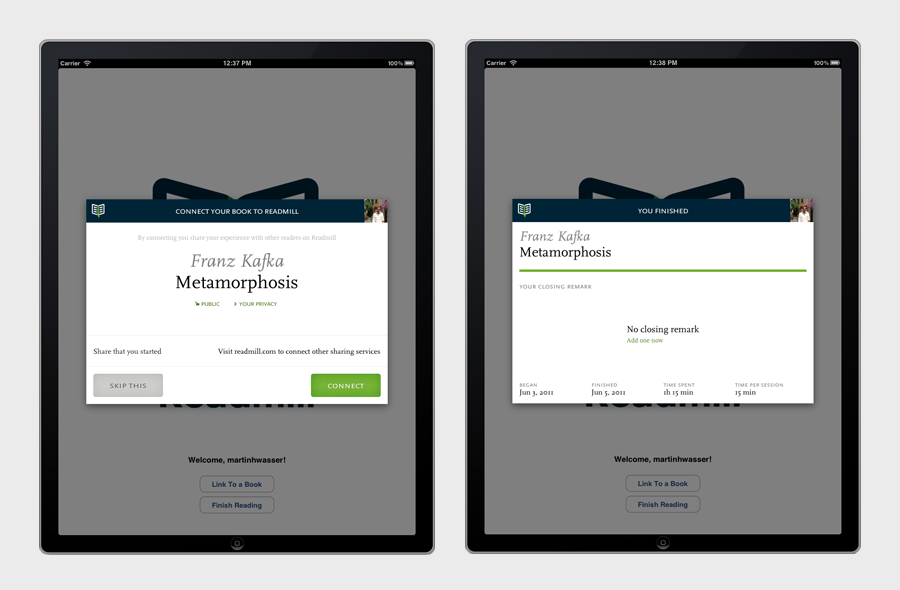 Carrier 12:37 PM 100%
CONNECT YOUR BOOK TO READMILL
By connecting you share your experience with other readers on Readmill
Franz Kafka
Metamorphosis
PUBLIC YOUR PRIVACY
Share that you started Visit readmill.com to connect other sharing services
SKIP THIS CONNECT
Readmill
Welcome, martinhwasser!
Link To a Book
Finish Reading
Carrier 12:38 PM 100%
YOU FINISHED
Franz Kafka
Metamorphosis
YOUR CLOSING REMARK
No closing remark
Add one now
BEGAN FINISHED TIME SPENT TIME PER SESSION
Jun 3, 2011 Jun 5, 2011 1h 15 min 15 min
Readmill
Welcome, martinhwasser!
Link To a Book
Finish Reading